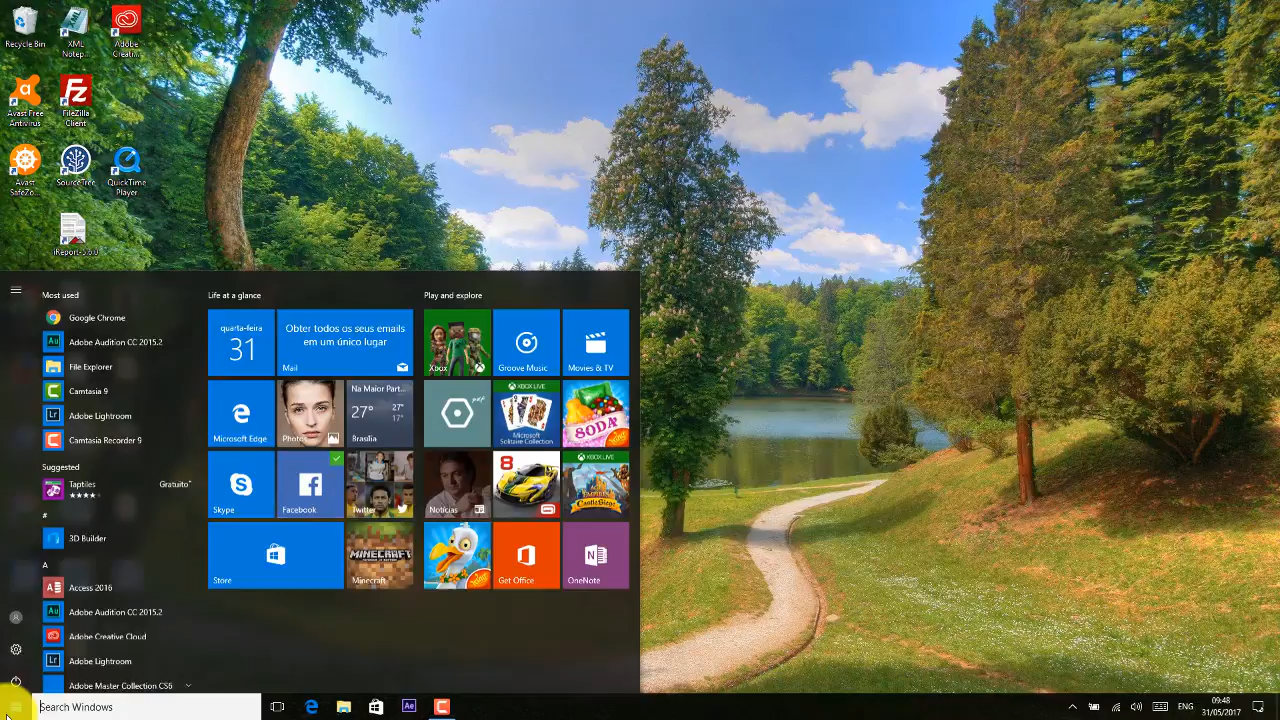 Recycle Bin
XML
Notep...
Adobe
Creati...
Avast Free
Antivirus
FileZilla
Client
Avast
SafeZo...
SourceTree
QuickTime
Player
iReport-5.6.0
Most used
Google Chrome
Adobe Audition CC 2015.2
File Explorer
Camtasia 9
Adobe Lightroom
Camtasia Recorder 9
Suggested
Taptiles
Gratuito*
#
3D Builder
A
Access 2016
Adobe Audition CC 2015.2
Adobe Creative Cloud
Adobe Lightroom
Adobe Master Collection CS6
Life at a glance
quarta-feira
31
Obter todos os seus emails
em um único lugar
Mail
Microsoft Edge
Photos
Na Maior Part...
27°
27°
17°
Brasília
Skype
Facebook
Twitter
Store
MINECRAFT
Minecraft
Play and explore
Xbox
Groove Music
Movies & TV
XBOX LIVE
Microsoft
Solitaire Collection
SODA
Notícias
8
XBOX LIVE
Get Office
OneNote
Search Windows
Ae
ENG
09:48
31/05/2017